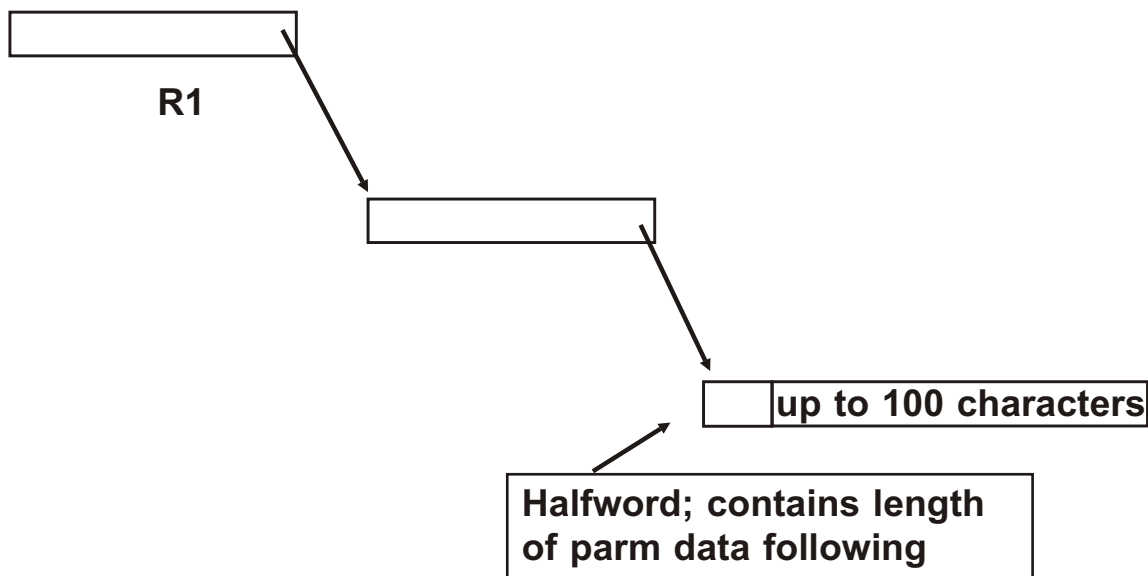 R1
up to 100 characters
Halfword; contains length
of parm data following